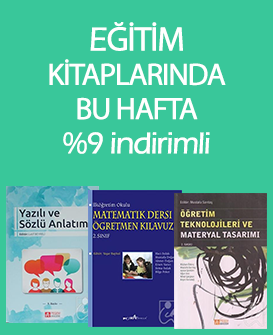 EĞİTİM
KİTAPLARINDA
BU HAFTA
%9 indirimli
Yazılı ve
Sözlü Anlatım
İlköğretim Okulu
MATEMATİK DERSİ
ÖĞRETMEN KILAVUZ
2. SINIF
ÖĞRETİM
TEKNOLOJİLERİ VE
MATERYAL TASARIMI